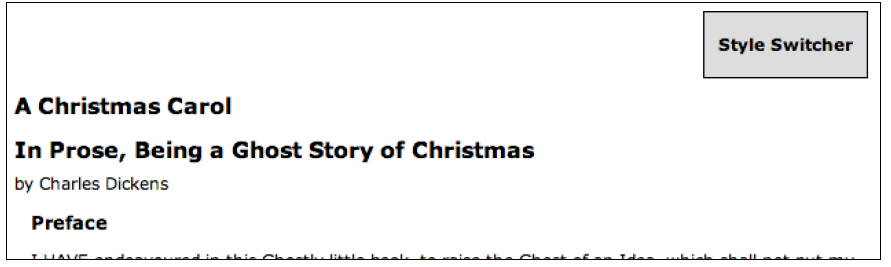 Style Switcher
A Christmas Carol
In Prose, Being a Ghost Story of Christmas
by Charles Dickens
Preface
I HAVE endeavoured in this Ghostly little book, to raise the Ghost of an Idea, which shall not put my